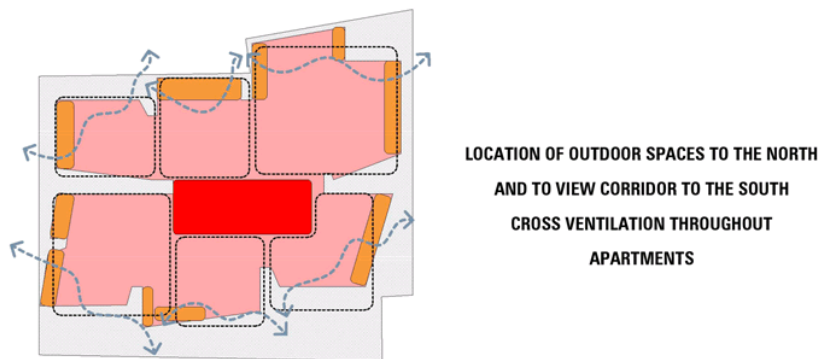 LOCATION OF OUTDOOR SPACES TO THE NORTH
AND TO VIEW CORRIDOR TO THE SOUTH
CROSS VENTILATION THROUGHOUT
APARTMENTS